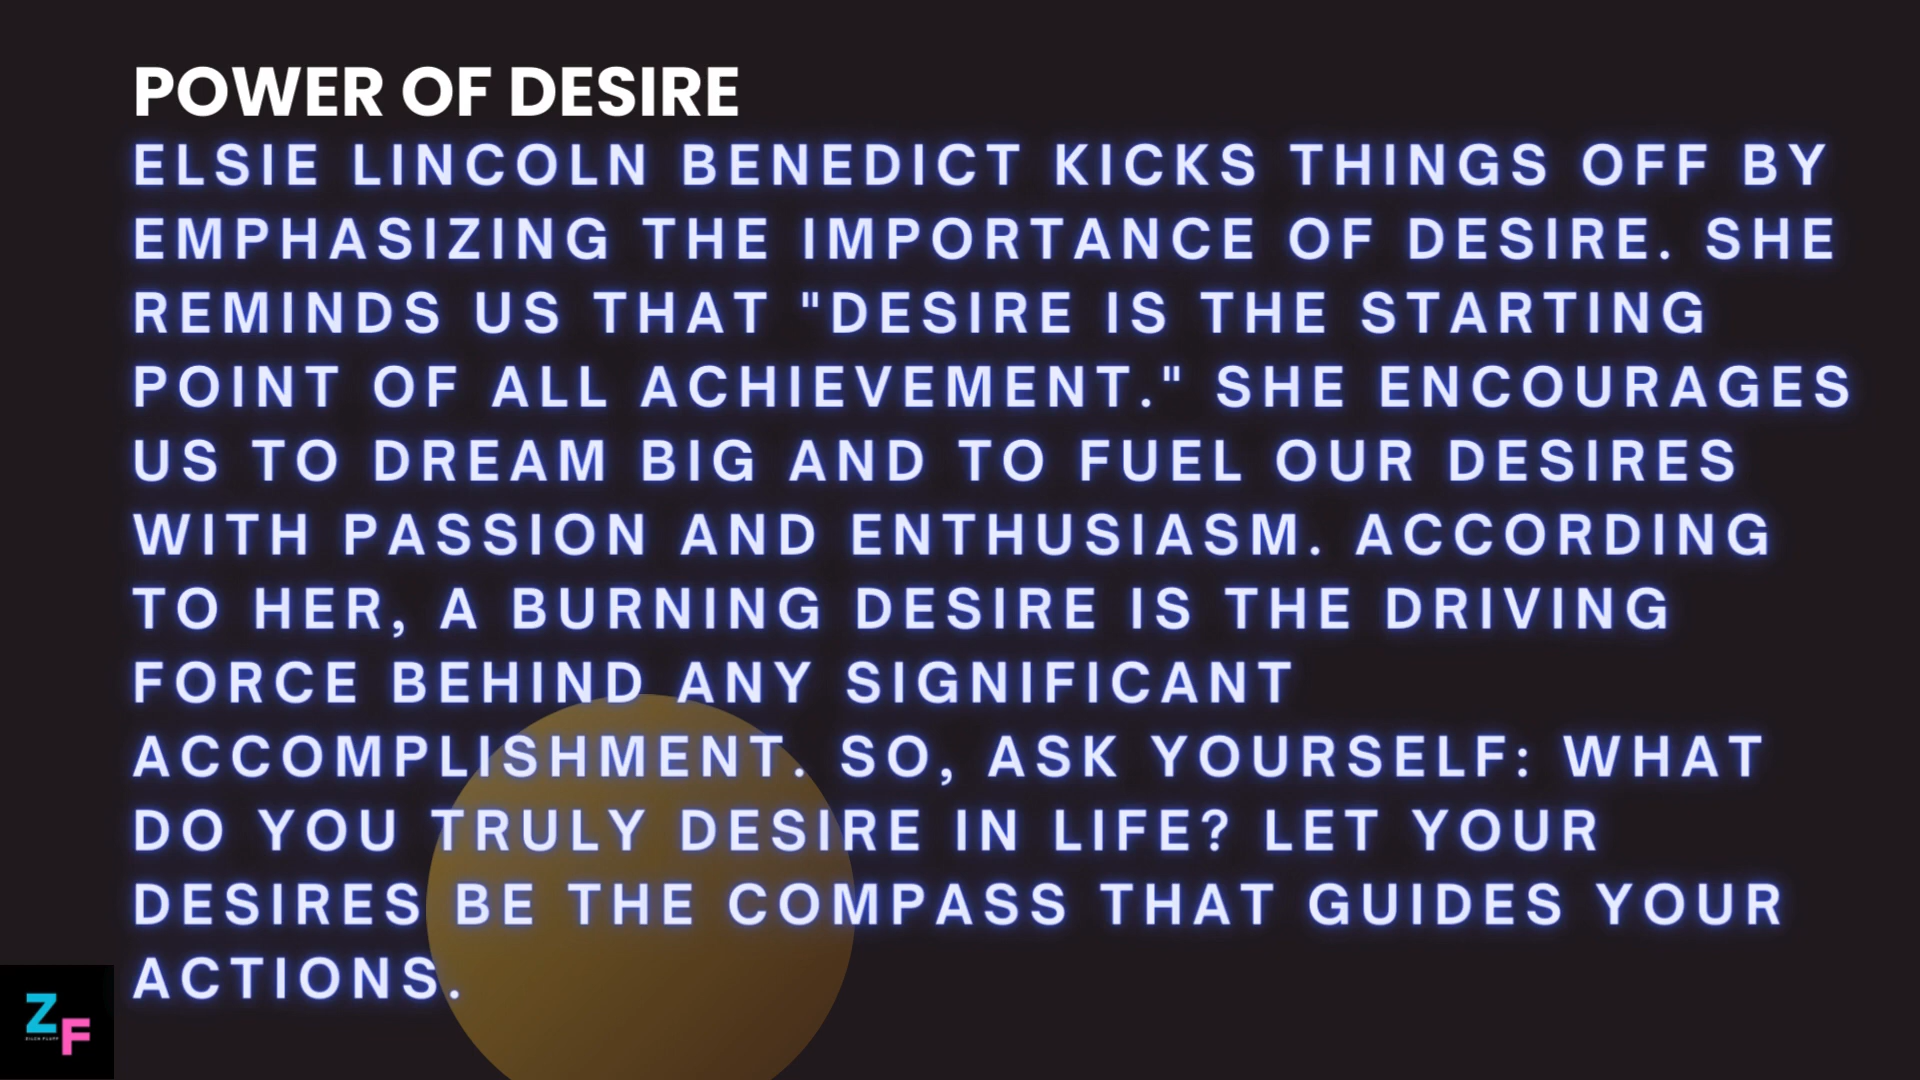 POWER OF DESIRE
ELSIE LINCOLN BENEDICT KICKS THINGS OFF BY
EMPHASIZING THE IMPORTANCE OF DESIRE. SHE
REMINDS US THAT "DESIRE IS THE STARTING
POINT OF ALL ACHIEVEMENT." SHE ENCOURAGES
US TO DREAM BIG AND TO FUEL OUR DESIRES
WITH PASSION AND ENTHUSIASM. ACCORDING
TO HER, A BURNING DESIRE IS THE DRIVING
FORCE BEHIND ANY SIGNIFICANT
ACCOMPLISHMENT. SO, ASK YOURSELF: WHAT
DO YOU TRULY DESIRE IN LIFE? LET YOUR
DESIRES BE THE COMPASS THAT GUIDES YOUR
ACTIONS.
ZF